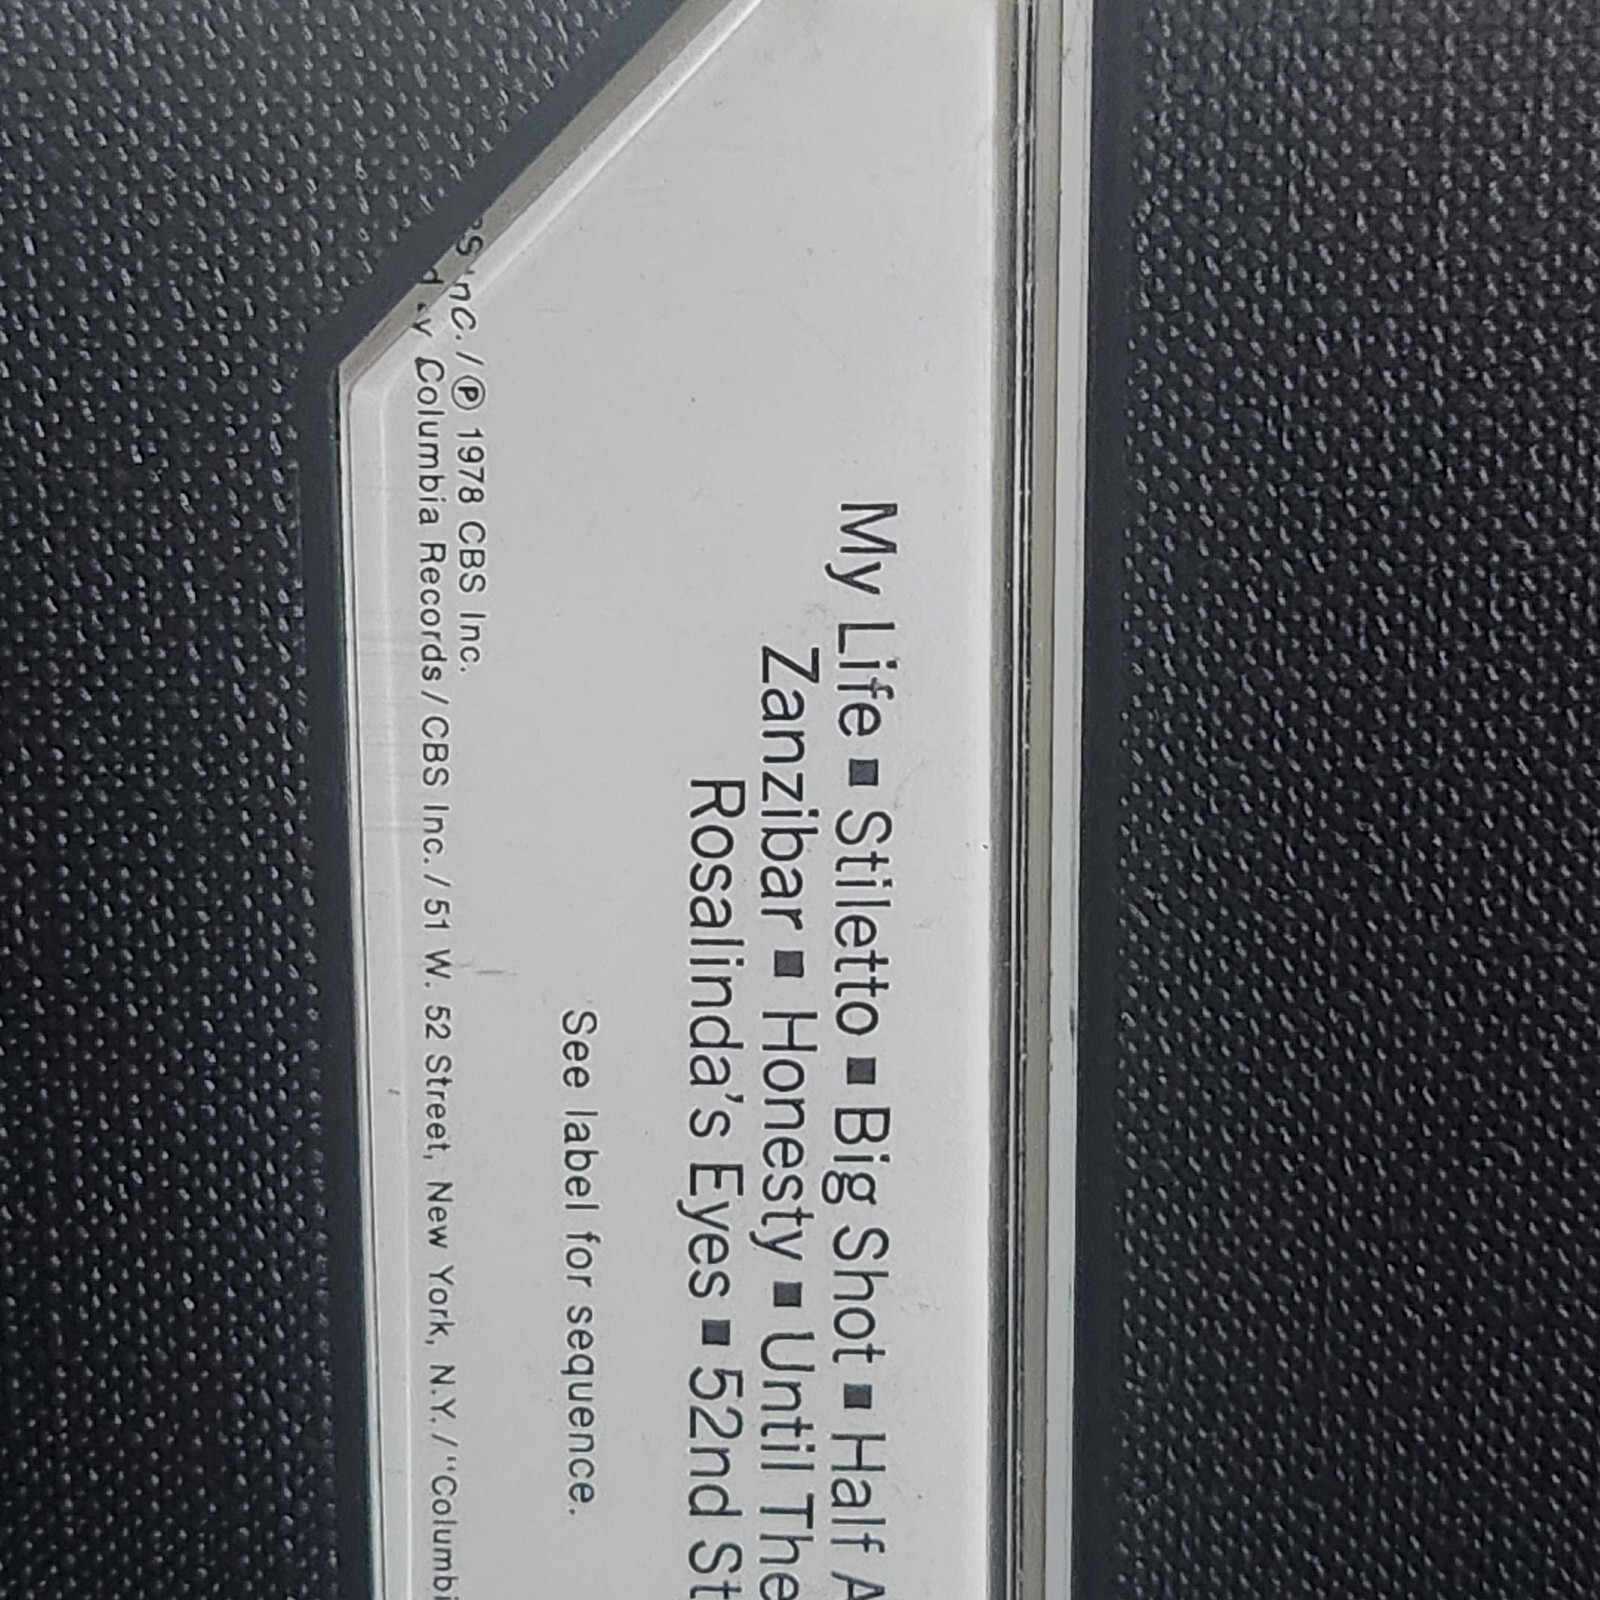 My Life ■ Stiletto ■ Big Shot ■ Half A
Zanzibar ■ Honesty ■ Until The
Rosalinda's Eyes ■ 52nd St
See label for sequence.
Inc. / ℗ 1978 CBS Inc.
Columbia Records / CBS Inc. / 51 W. 52 Street, New York, N.Y. / "Columbi